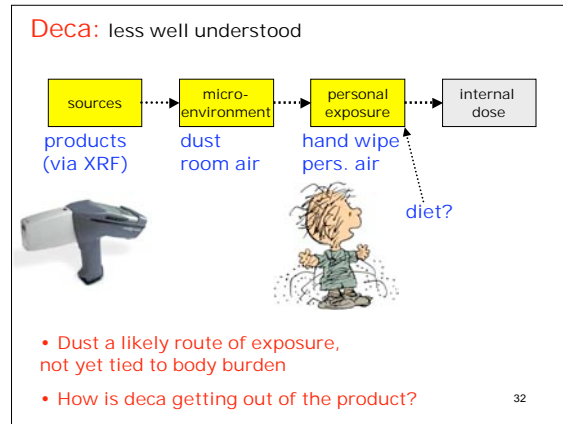 Deca: less well understood
sources
micro-
environment
personal
exposure
internal
dose
products
(via XRF)
dust
room air
hand wipe
pers. air
diet?
• Dust a likely route of exposure,
not yet tied to body burden
• How is deca getting out of the product?
32